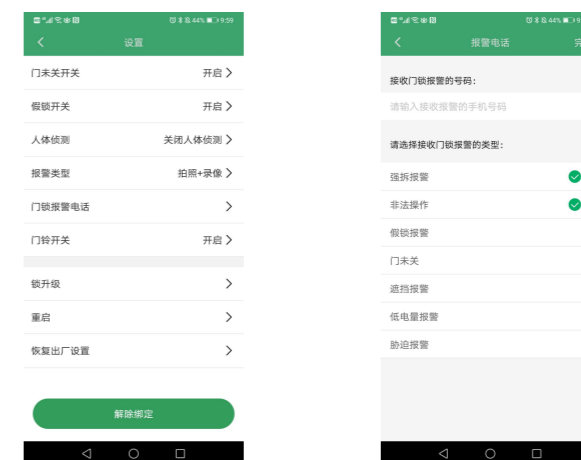 44% 9:59
设置
门未关开关 开启
假锁开关 开启
人体侦测 关闭人体侦测
报警类型 拍照+录像
门锁报警电话
门铃开关 开启
锁升级
重启
恢复出厂设置
解除绑定
44%
报警电话
接收门锁报警的号码:
请输入接收报警的手机号码
请选择接收门锁报警的类型:
强拆报警
非法操作
假锁报警
门未关
遮挡报警
低电量报警
胁迫报警